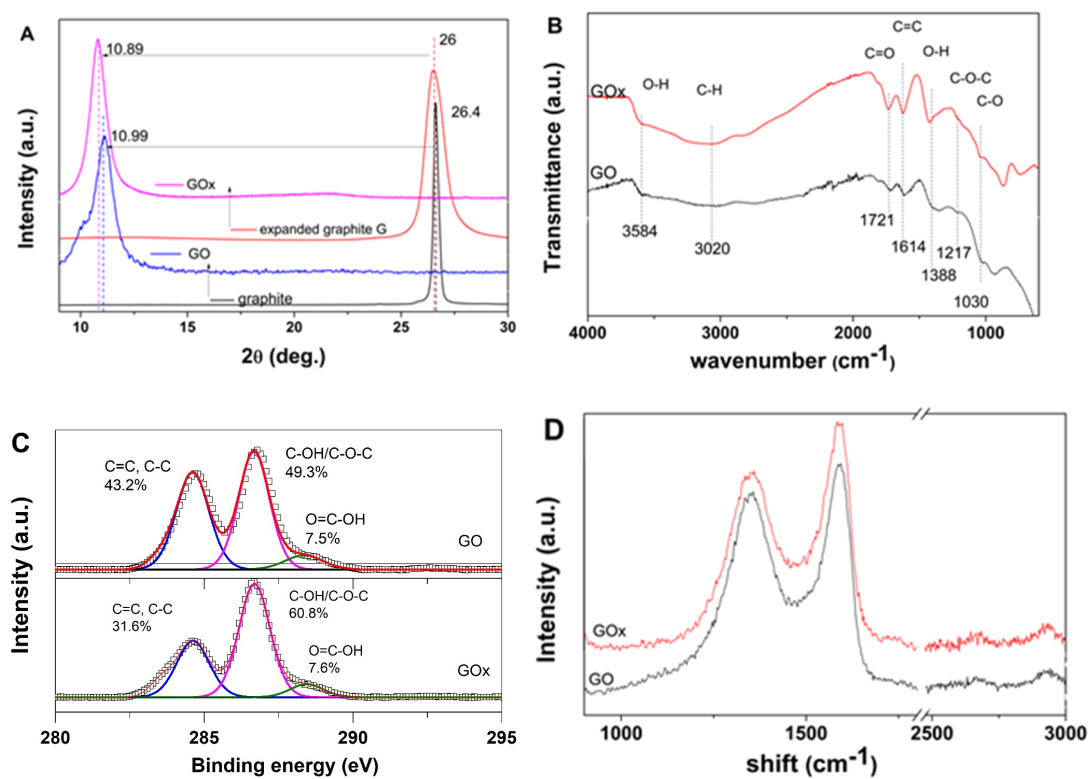 A
10.89
26
26.4
10.99
GOx
expanded graphite G
GO
graphite
Intensity (a.u.)
10 15 20 25 30
2θ (deg.)
B
C=C
C=O
O-H
O-H
C-H
C-O-C
C-O
GOx
GO
3584
3020
1721
1614
1388
1217
1030
Transmittance (a.u.)
4000 3000 2000 1000
wavenumber (cm-1)
C
C=C, C-C
43.2%
C-OH/C-O-C
49.3%
O=C-OH
7.5%
GO
C=C, C-C
31.6%
C-OH/C-O-C
60.8%
O=C-OH
7.6%
GOx
Intensity (a.u.)
280 285 290 295
Binding energy (eV)
D
GOx
GO
Intensity (a.u.)
1000 1500 2500 3000
shift (cm-1)